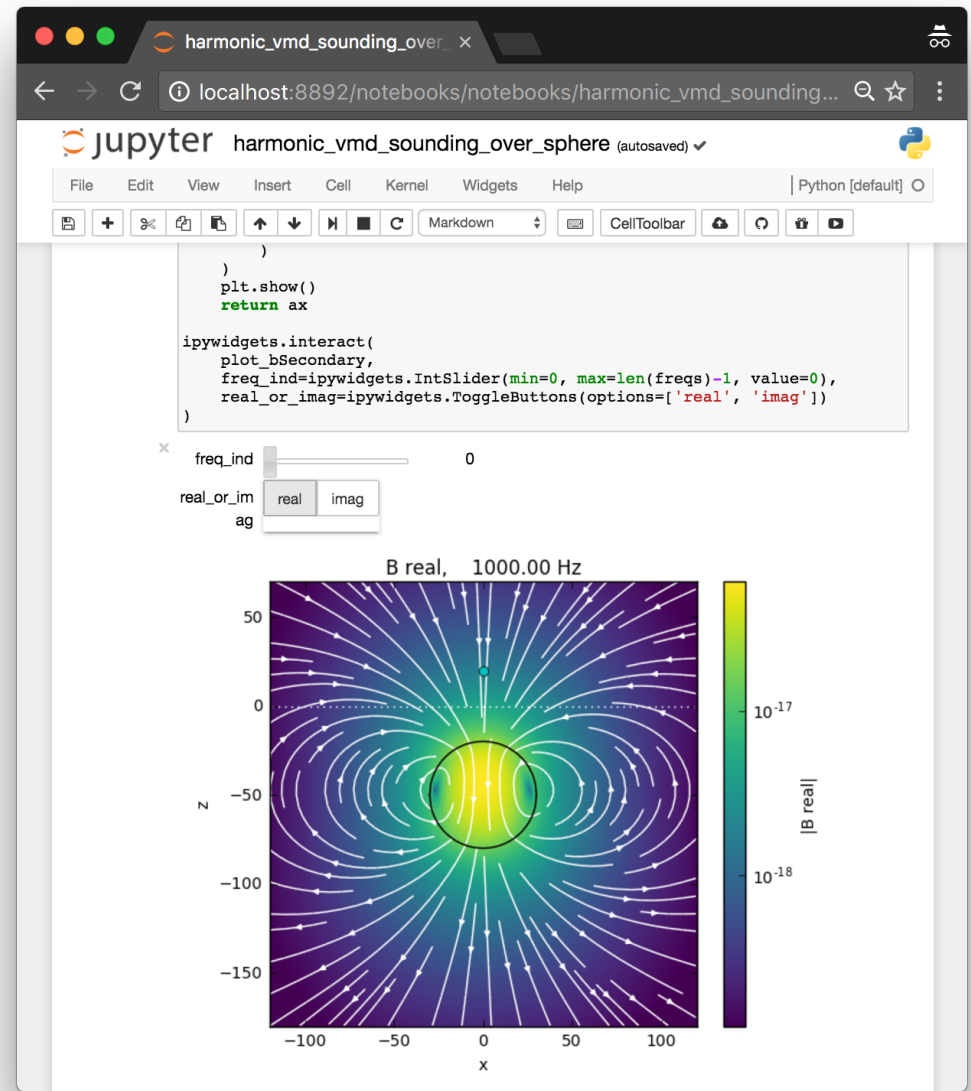 harmonic_vmd_sounding_over_
localhost:8892/notebooks/notebooks/harmonic_vmd_sounding...
jupyter harmonic_vmd_sounding_over_sphere (autosaved)
File Edit View Insert Cell Kernel Widgets Help Python [default]
Markdown CellToolbar
)
)
plt.show()
return ax
ipywidgets.interact(
plot_bSecondary,
freq_ind=ipywidgets.IntSlider(min=0, max=len(freqs)-1, value=0),
real_or_imag=ipywidgets.ToggleButtons(options=['real', 'imag'])
)
freq_ind 0
real_or_im
ag
real imag
B real, 1000.00 Hz
50
0
−50
−100
−150
z
−100 −50 0 50 100
x
10⁻¹⁷
10⁻¹⁸
|B real|